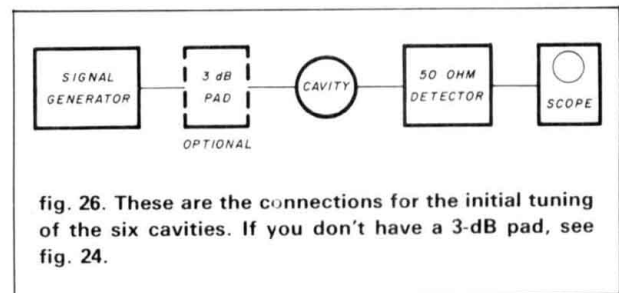 SIGNAL
GENERATOR
3 dB
PAD
OPTIONAL
CAVITY
50 OHM
DETECTOR
SCOPE
fig. 26. These are the connections for the initial tuning
of the six cavities. If you don't have a 3-dB pad, see
fig. 24.